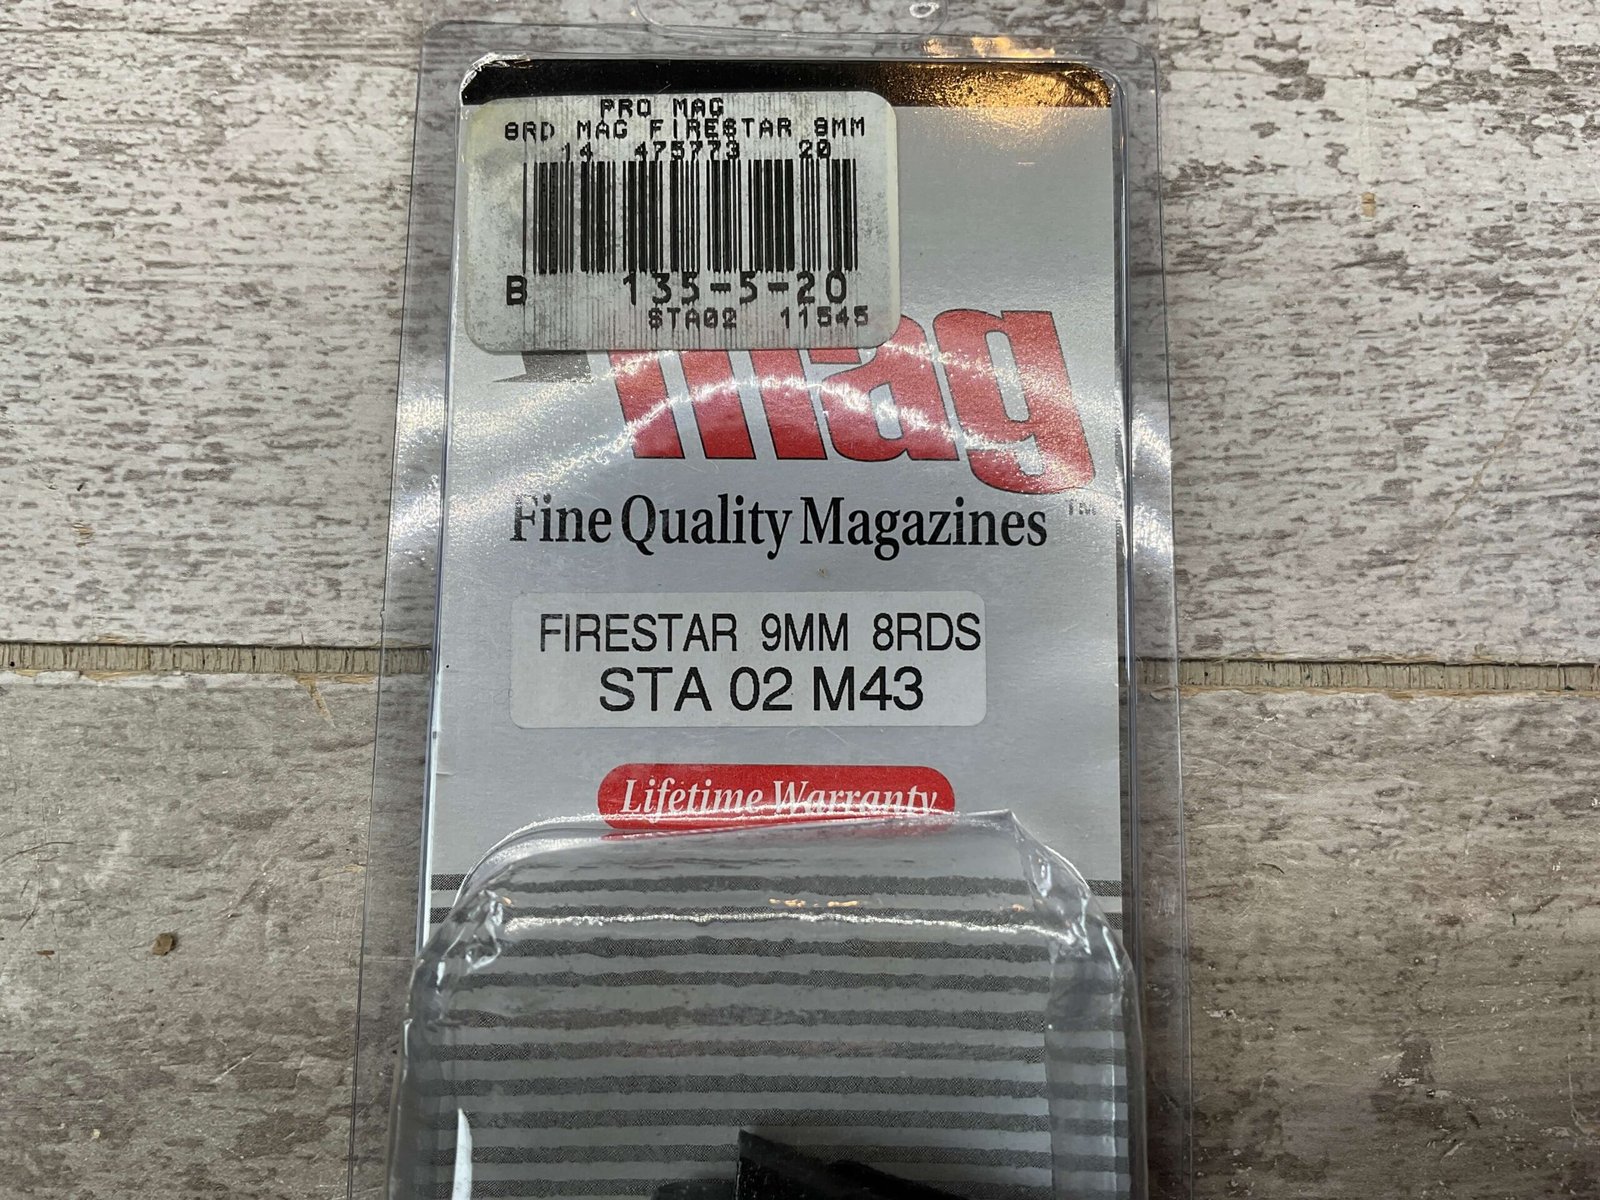 PRO MAG
8RD MAG FIRESTAR 9MM
14 475773 20
B 135-5-20
STA02 11545
mag
Fine Quality Magazines
TM
FIRESTAR 9MM 8RDS
STA 02 M43
Lifetime Warranty